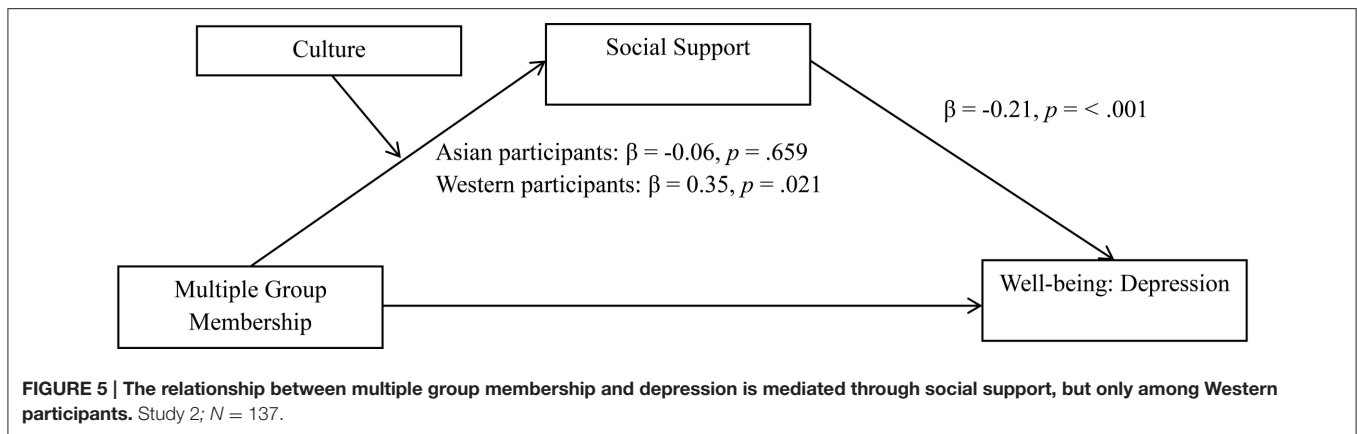 Culture
Social Support
β = -0.21, p = < .001
Asian participants: β = -0.06, p = .659
Western participants: β = 0.35, p = .021
Multiple Group
Membership
Well-being: Depression
FIGURE 5 | The relationship between multiple group membership and depression is mediated through social support, but only among Western
participants. Study 2; N = 137.